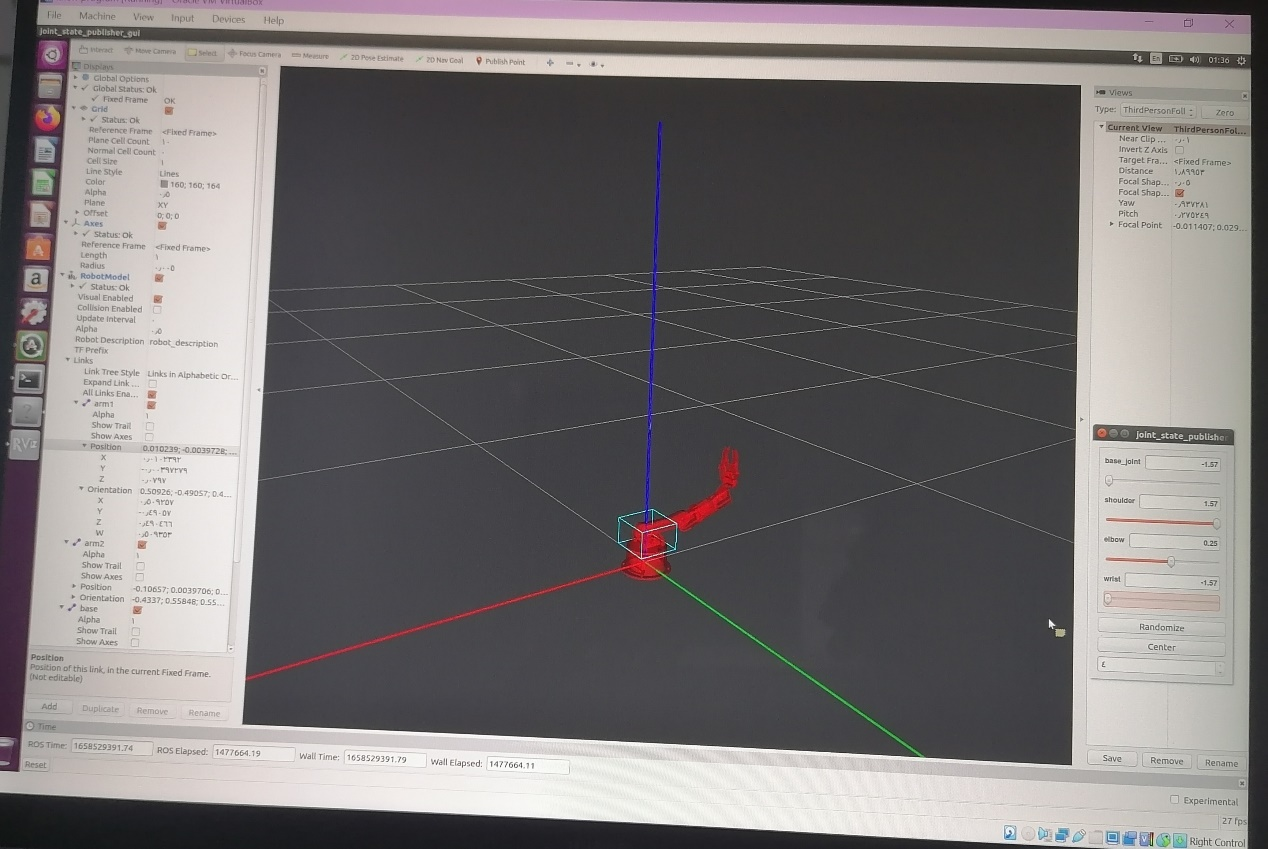 File Machine View Input Devices Help
joint_state_publisher_gui
En 01:36
Interact Move Camera Select Focus Camera Measure 2D Pose Estimate 2D Nav Goal Publish Point
Displays
Global Options
Global Status: Ok
Fixed Frame OK
Grid
Status: Ok
Reference Frame <Fixed Frame>
Plane Cell Count
Normal Cell Count
Cell Size ١
Line Style Lines
Color 160; 160; 164
Alpha
Plane XY
Offset 0; 0; 0
Axes
Status: Ok
Reference Frame <Fixed Frame>
Length ١
Radius
RobotModel
Status: Ok
Visual Enabled
Collision Enabled
Update Interval
Alpha
Robot Description robot_description
TF Prefix
Links
Link Tree Style Links in Alphabetic Or...
Expand Link ...
All Links Ena...
arm1
Alpha ١
Show Trail
Show Axes
Position 0.010239; -0.0039728; ...
X
Y
Z
Orientation 0.50926; -0.49057; 0.4...
X
Y
Z
W
arm2
Alpha ١
Show Trail
Show Axes
Position -0.10657; 0.0039706; 0...
Orientation -0.4337; 0.55848; 0.55...
base
Alpha ١
Show Trail
Show Axes
Position
Position of this link, in the current Fixed Frame.
(Not editable)
Add Duplicate Remove Rename
Time
ROS Time: 1658529391.74 ROS Elapsed: 1477664.19 Wall Time: 1658529391.79 Wall Elapsed: 1477664.11
Reset
Views
Type: ThirdPersonFoll Zero
Current View ThirdPersonFol...
Near Clip ...
Invert Z Axis
Target Fra... <Fixed Frame>
Distance ١٫٨٩٩٥٣
Focal Shap...
Focal Shap...
Yaw
Pitch
Focal Point -0.011407; 0.029...
joint_state_publishe
base_joint -1.57
shoulder 1.57
elbow 0.25
wrist -1.57
Randomize
Center
٤
Save Remove Rename
Experimental
27 fps
Right Control
RViz